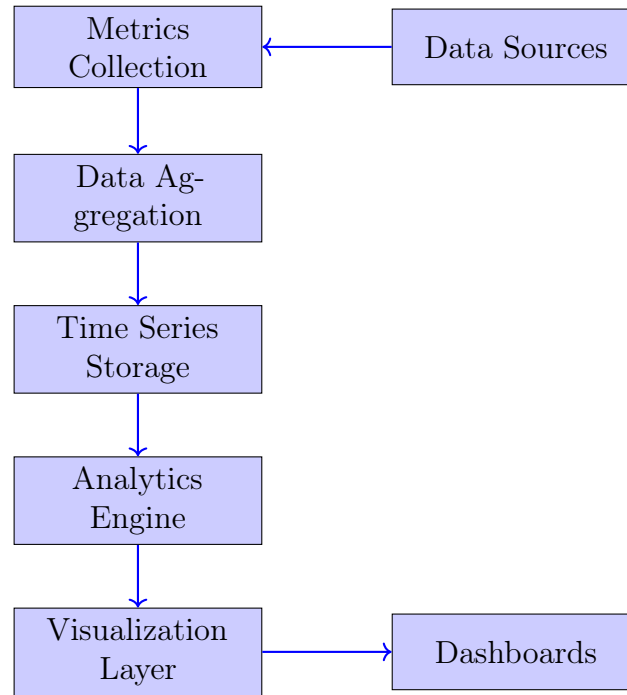 Metrics
Collection
Data Sources
Data Ag-
gregation
Time Series
Storage
Analytics
Engine
Visualization
Layer
Dashboards